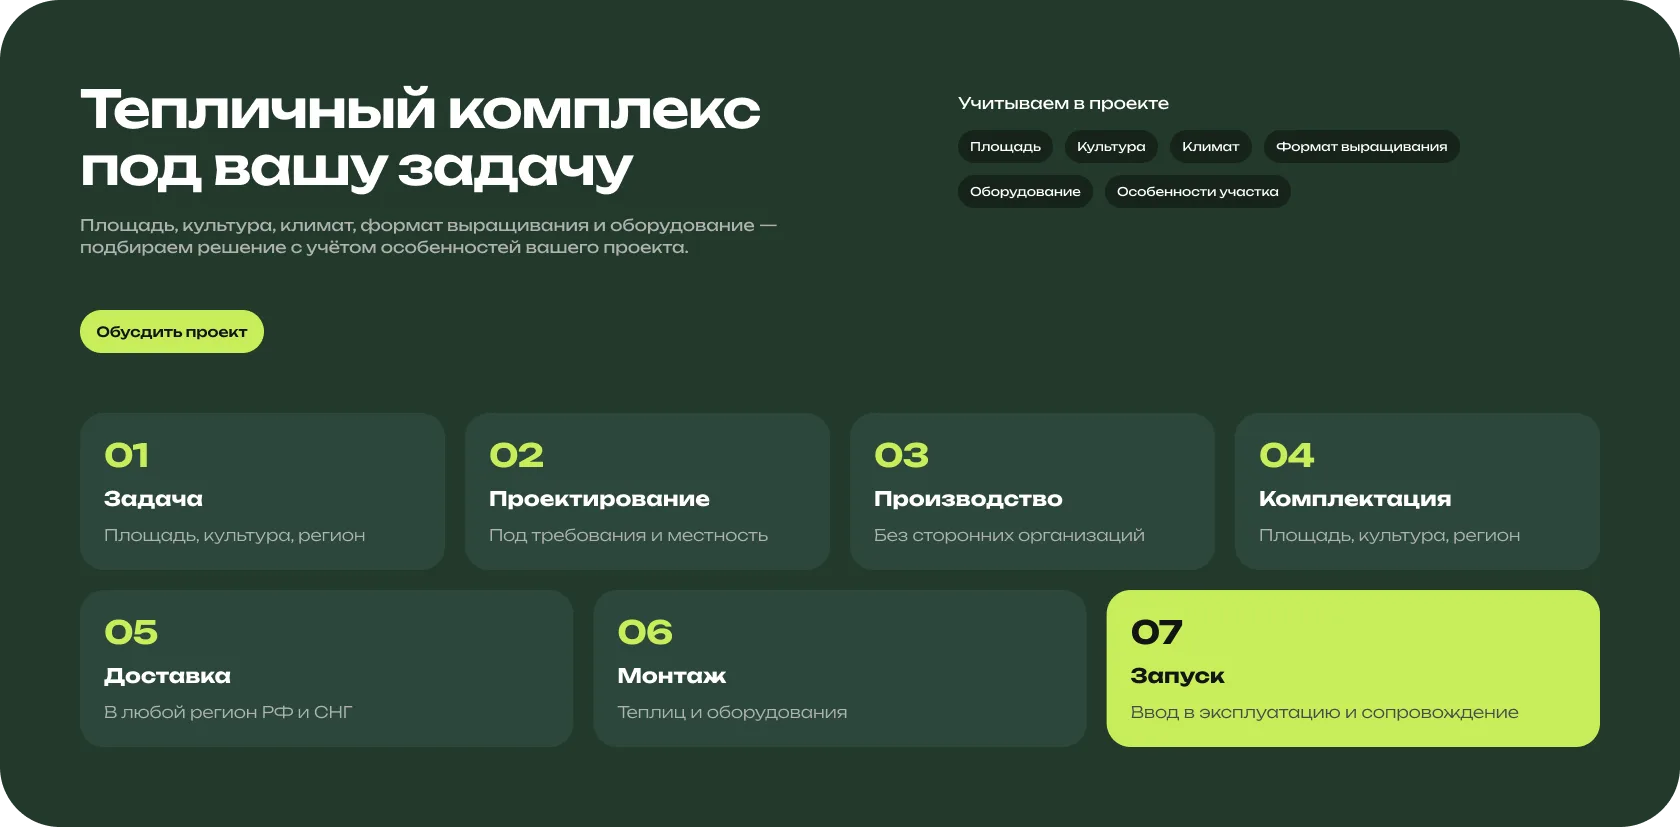 Тепличный комплекс
под вашу задачу
Площадь, культура, климат, формат выращивания и оборудование —
подбираем решение с учётом особенностей вашего проекта.
Обусдить проект
Учитываем в проекте
Площадь
Культура
Климат
Формат выращивания
Оборудование
Особенности участка
01
Задача
Площадь, культура, регион
02
Проектирование
Под требования и местность
03
Производство
Без сторонних организаций
04
Комплектация
Площадь, культура, регион
05
Доставка
В любой регион РФ и СНГ
06
Монтаж
Теплиц и оборудования
07
Запуск
Ввод в эксплуатацию и сопровождение